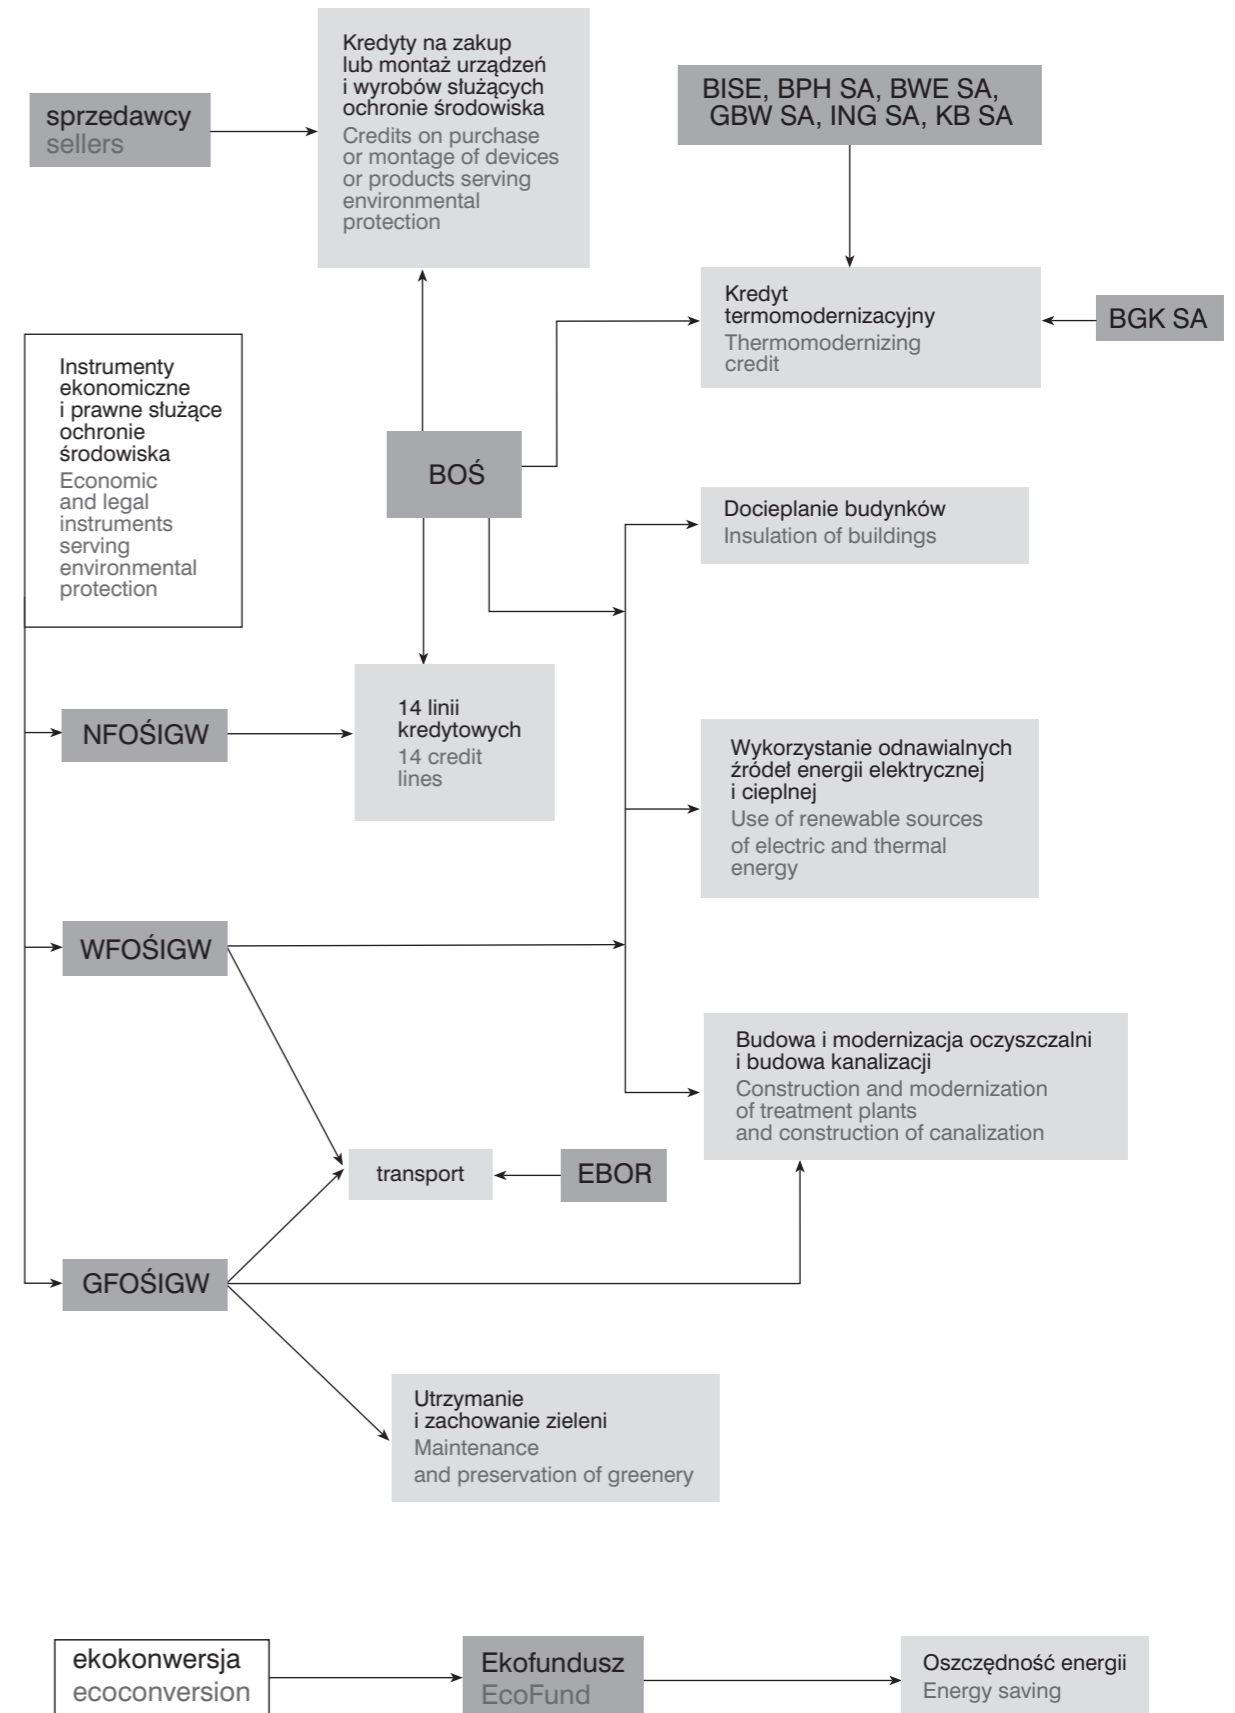 Kredyty na zakup
lub montaż urządzeń
i wyrobów służących
ochronie środowiska
Credits on purchase
or montage of devices
or products serving
environmental
protection
BISE, BPH SA, BWE SA,
GBW SA, ING SA, KB SA
sprzedawcy
sellers
Kredyt
termomodernizacyjny
Thermomodernizing
credit
BGK SA
Instrumenty
ekonomiczne
i prawne służące
ochronie
środowiska
Economic
and legal
instruments
serving
environmental
protection
BOŚ
Docieplanie budynków
Insulation of buildings
14 linii
kredytowych
14 credit
lines
NFOŚIGW
Wykorzystanie odnawialnych
źródeł energii elektrycznej
i cieplnej
Use of renewable sources
of electric and thermal
energy
WFOŚIGW
Budowa i modernizacja oczyszczalni
i budowa kanalizacji
Construction and modernization
of treatment plants
and construction of canalization
transport
EBOR
GFOŚIGW
Utrzymanie
i zachowanie zieleni
Maintenance
and preservation of greenery
ekokonwersja
ecoconversion
Ekofundusz
EcoFund
Oszczędność energii
Energy saving